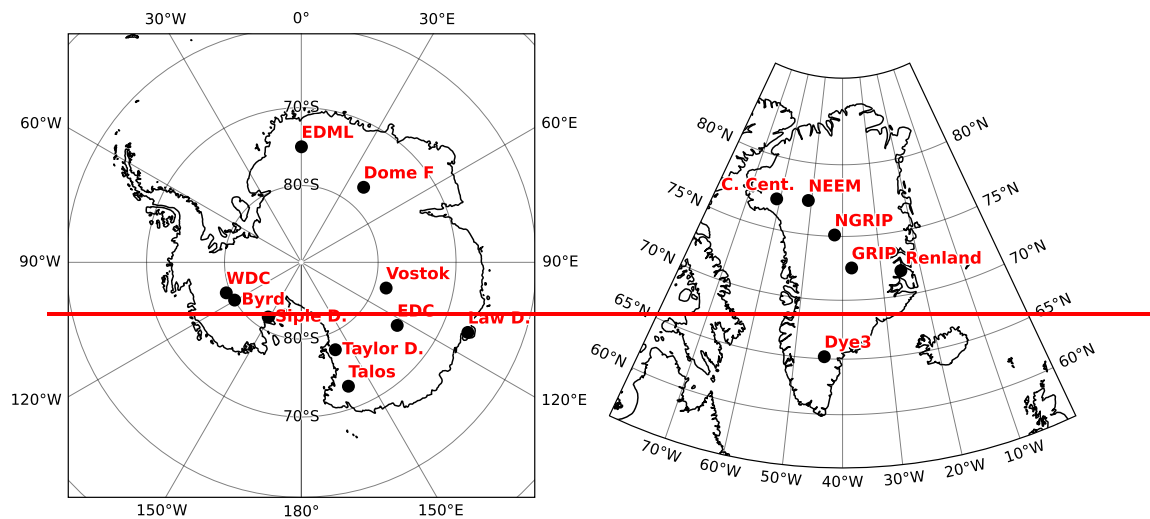 30°W 0° 30°E
60°W 60°E
90°W 90°E
120°W 120°E
150°W 180° 150°E
70°S
80°S
80°S
70°S
EDML
Dome F
Vostok
WDC
Byrd
Siple D.
EDC
Law D.
Taylor D.
Talos
80°N 80°N
75°N 75°N
70°N 70°N
65°N 65°N
60°N 60°N
70°W 60°W 50°W 40°W 30°W 20°W 10°W
C. Cent. NEEM
NGRIP
GRIP Renland
Dye3